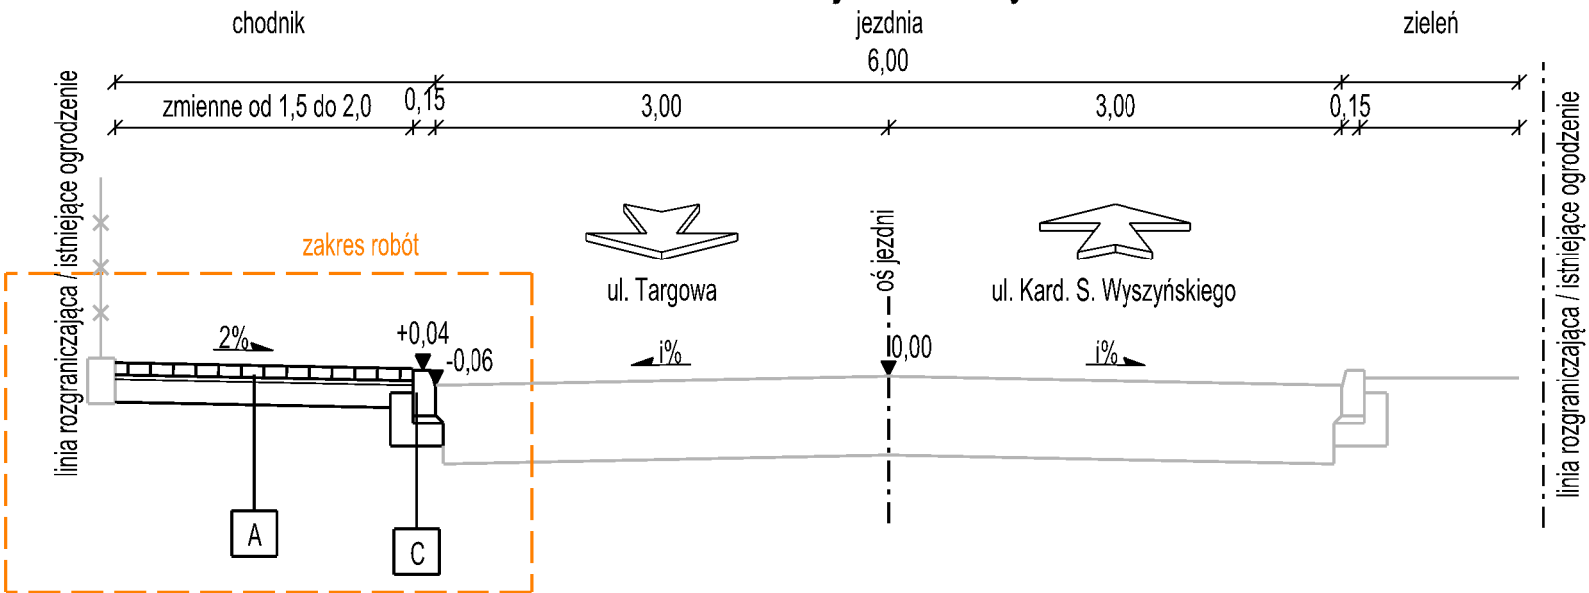 chodnik
jezdnia
zieleń
6,00
zmienne od 1,5 do 2,0
0,15
3,00
3,00
0,15
linia rozgraniczająca / istniejące ogrodzenie
zakres robót
ul. Targowa
oś jezdni
ul. Kard. S. Wyszyńskiego
linia rozgraniczająca / istniejące ogrodzenie
2%
+0,04
-0,06
i%
0,00
i%
A
C